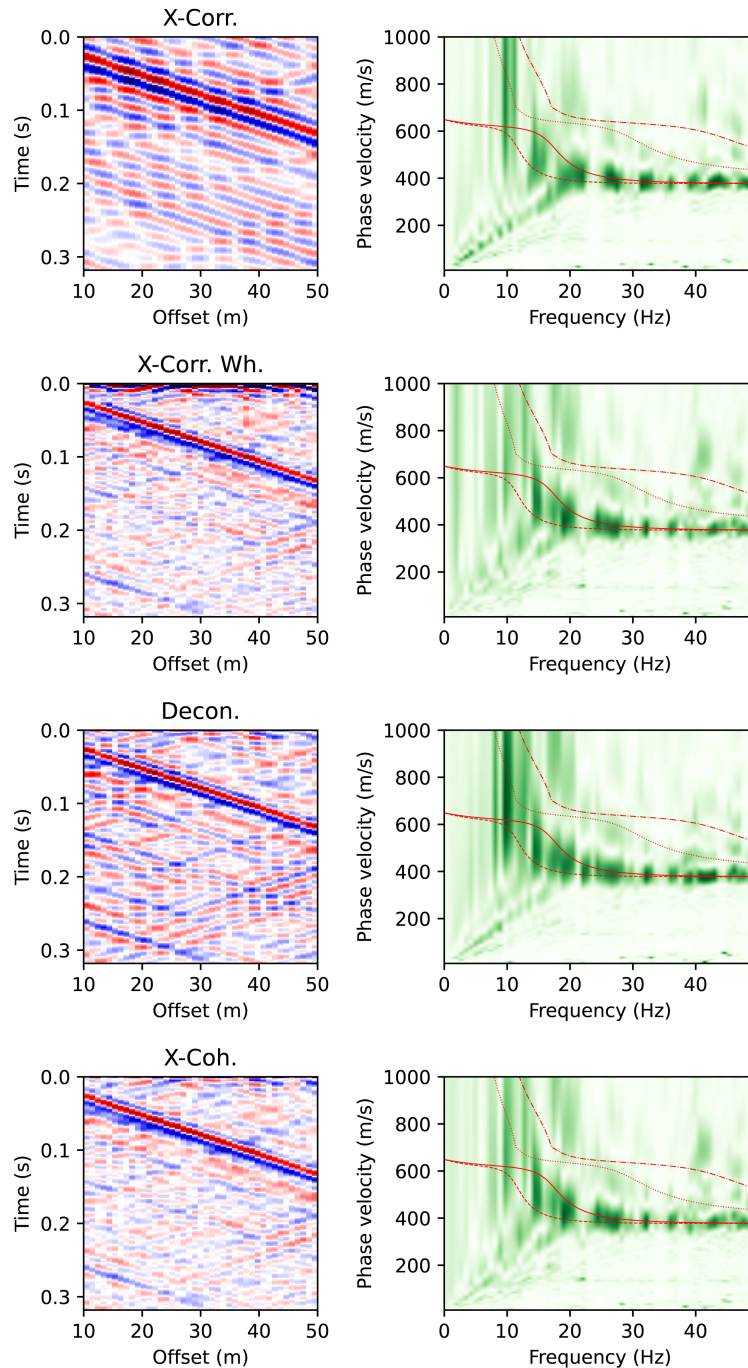 X-Corr.
0.0
0.1
0.2
0.3
Time (s)
10 20 30 40 50
Offset (m)
1000
800
600
400
200
Phase velocity (m/s)
0 10 20 30 40
Frequency (Hz)
X-Corr. Wh.
0.0
0.1
0.2
0.3
Time (s)
10 20 30 40 50
Offset (m)
1000
800
600
400
200
Phase velocity (m/s)
0 10 20 30 40
Frequency (Hz)
Decon.
0.0
0.1
0.2
0.3
Time (s)
10 20 30 40 50
Offset (m)
1000
800
600
400
200
Phase velocity (m/s)
0 10 20 30 40
Frequency (Hz)
X-Coh.
0.0
0.1
0.2
0.3
Time (s)
10 20 30 40 50
Offset (m)
1000
800
600
400
200
Phase velocity (m/s)
0 10 20 30 40
Frequency (Hz)